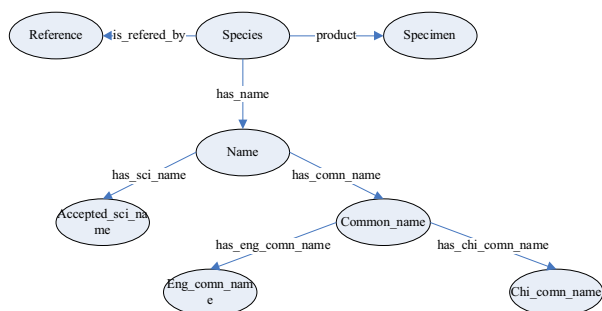 Reference
is_refered_by
Species
product
Specimen
has_name
Name
has_sci_name
has_comn_name
Accepted_sci_na
me
Common_name
has_eng_comn_name
has_chi_comn_name
Eng_comn_nam
e
Chi_comn_name